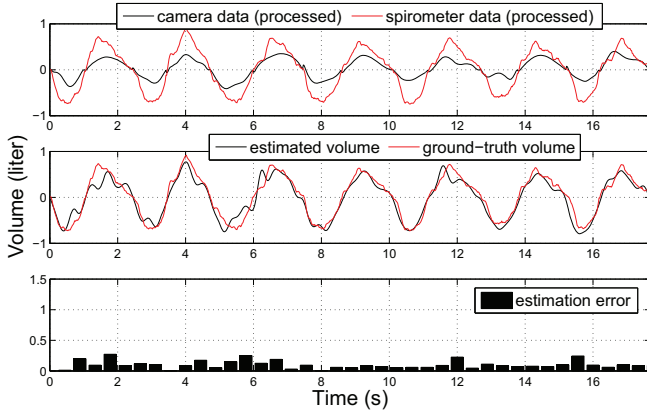 camera data (processed) spirometer data (processed)
1
0
−1
0 2 4 6 8 10 12 14 16
estimated volume ground−truth volume
1
0
−1
0 2 4 6 8 10 12 14 16
Volume (liter)
estimation error
1.5
1
0.5
0
0 2 4 6 8 10 12 14 16
Time (s)